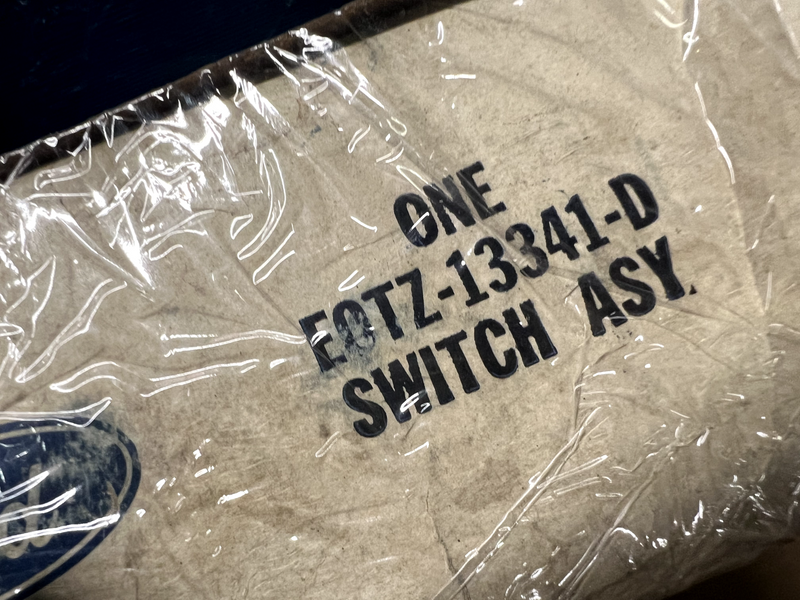 ONE
E0TZ-13341-D
SWITCH ASY.